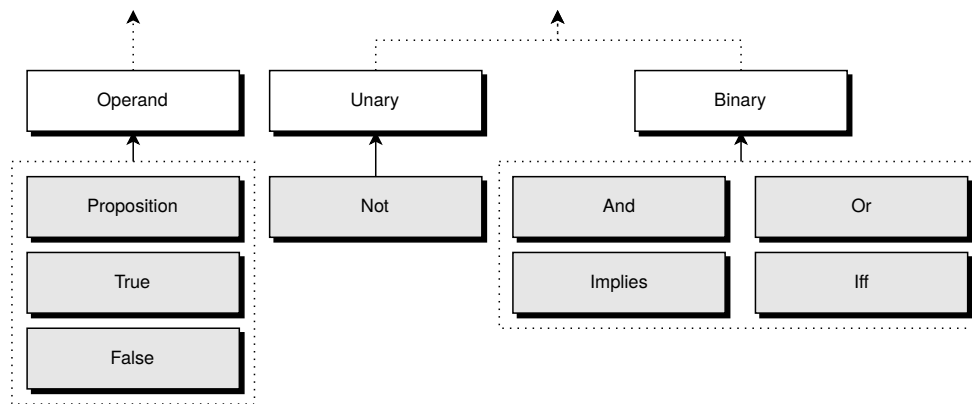 Operand
Unary
Binary
Proposition
Not
And
Or
True
Implies
Iff
False